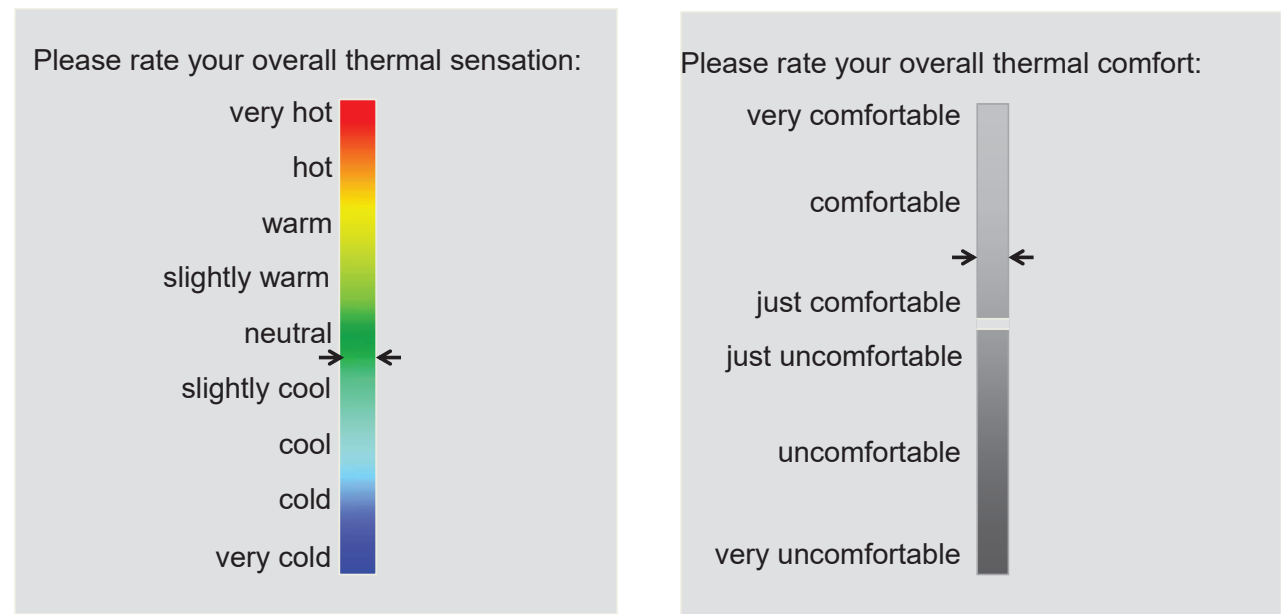 Please rate your overall thermal sensation:
very hot
hot
warm
slightly warm
neutral
slightly cool
cool
cold
very cold
Please rate your overall thermal comfort:
very comfortable
comfortable
just comfortable
just uncomfortable
uncomfortable
very uncomfortable